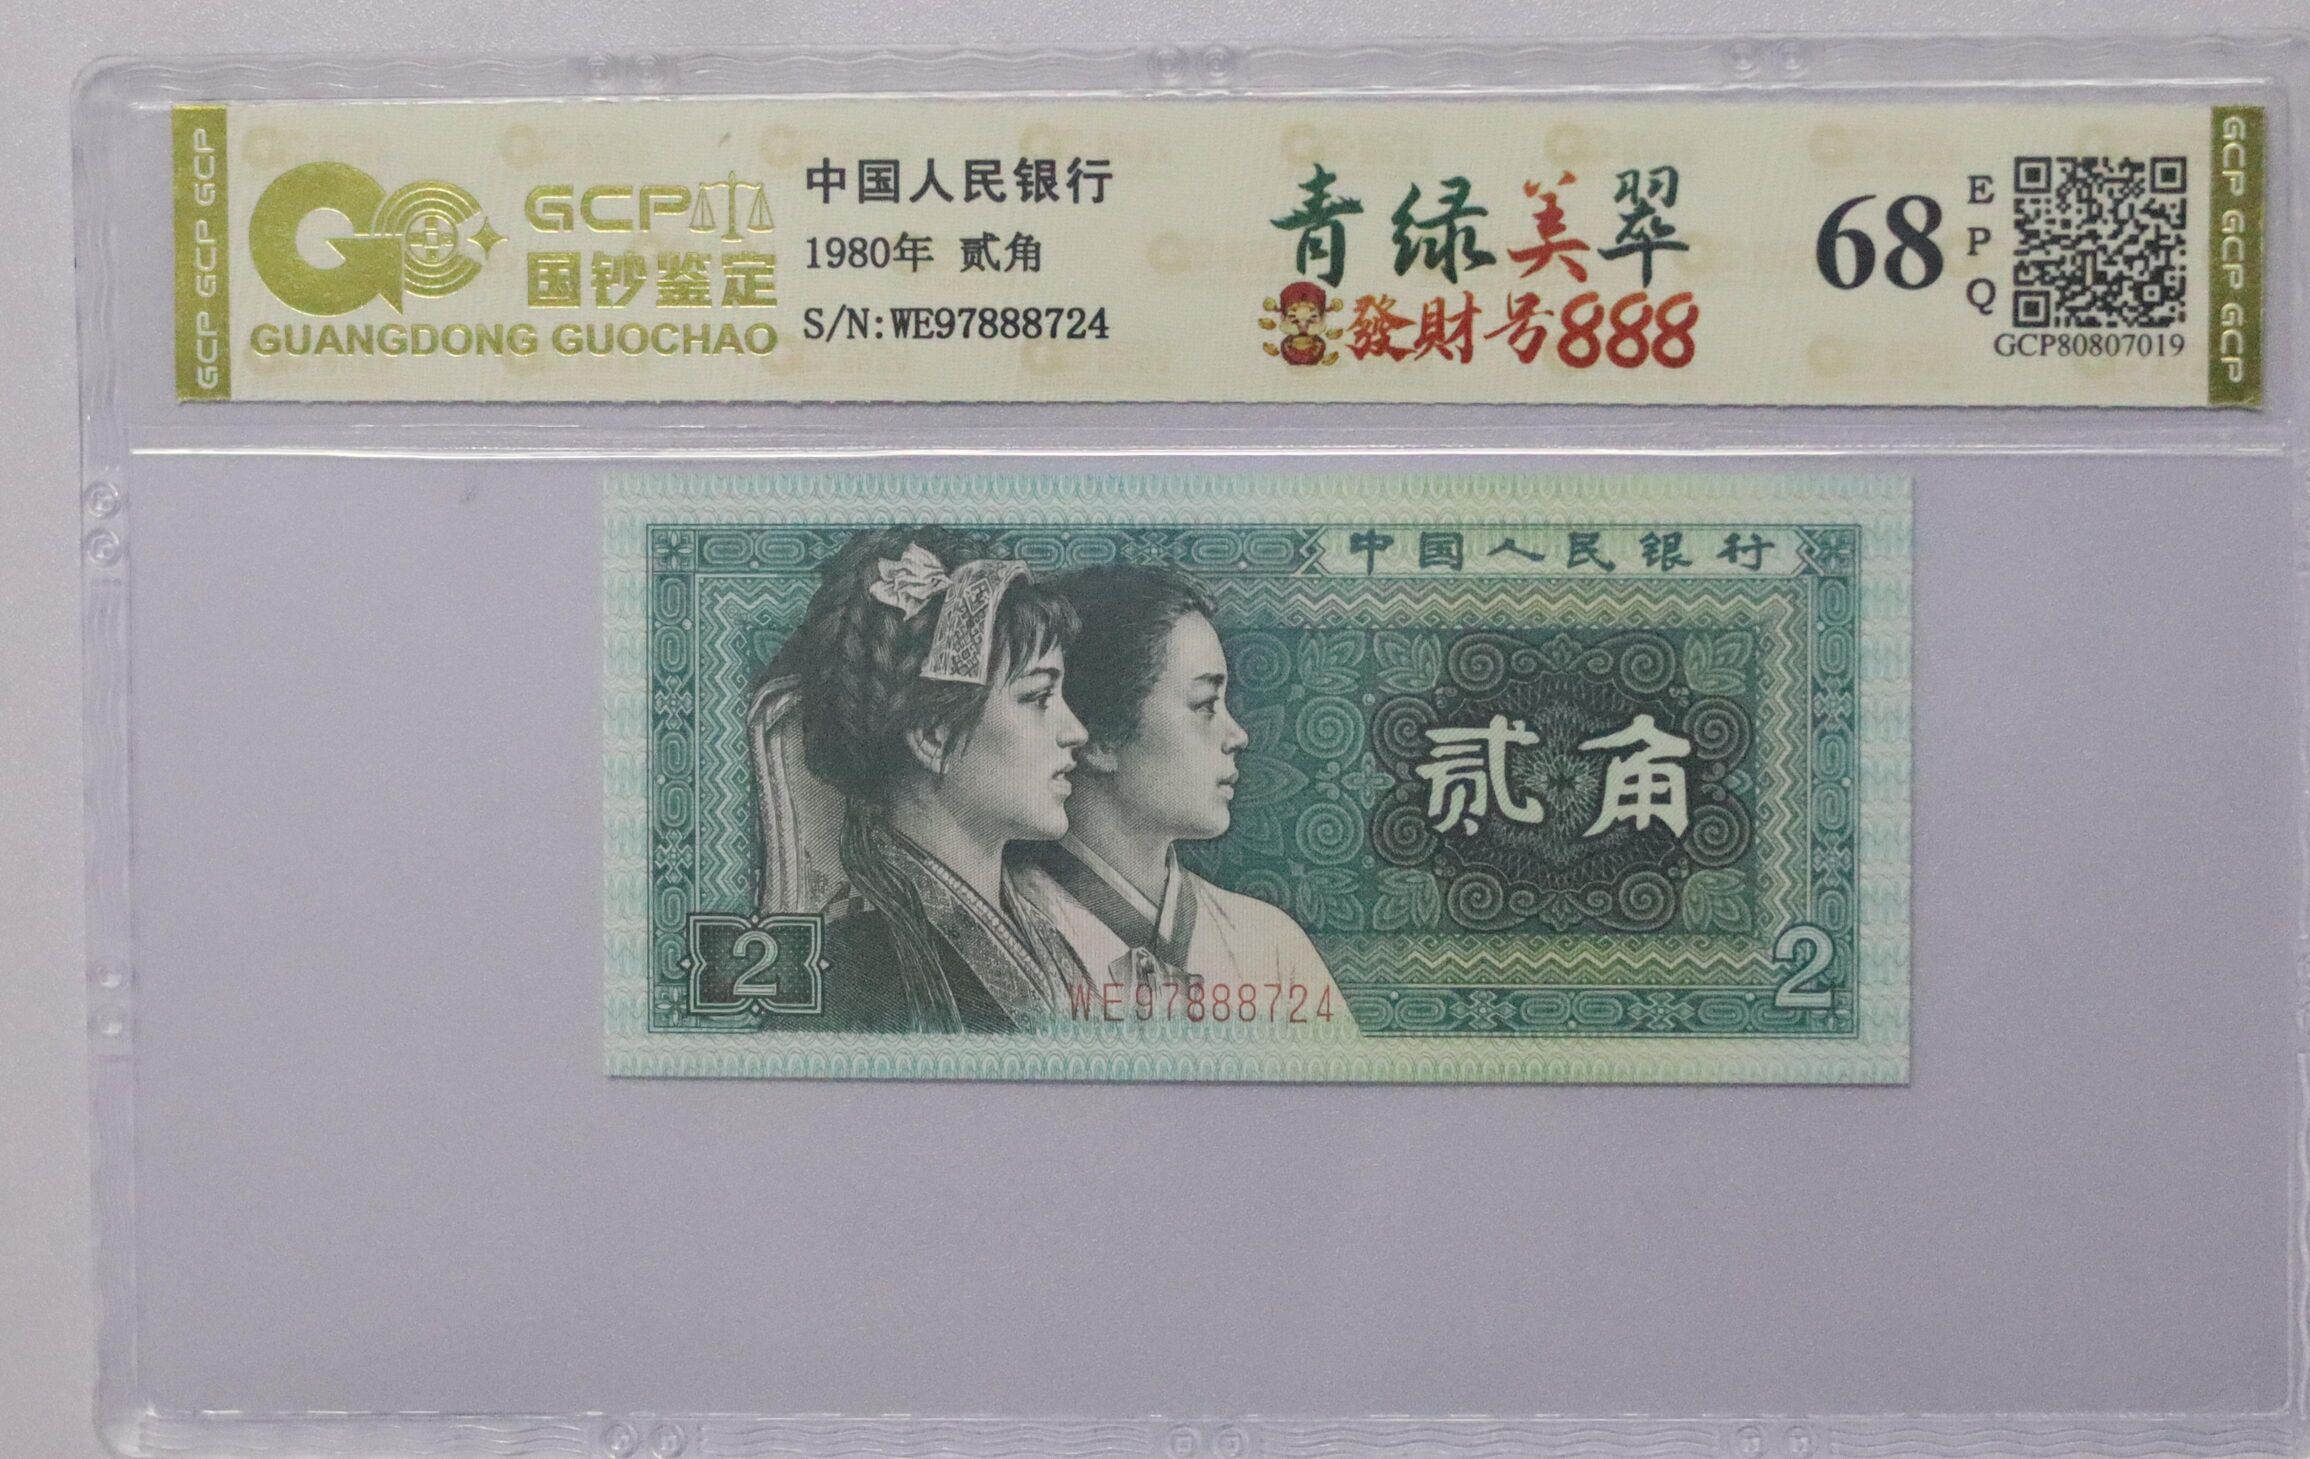 GCP GCP GCP
GCP
国钞鉴定
GUANGDONG GUOCHAO
中国人民银行
1980年 贰角
S/N:WE97888724
青绿美翠
發财号888
68
EPQ
GCP80807019
GCP GCP GCP
中国人民银行
贰角
2
2
WE97888724